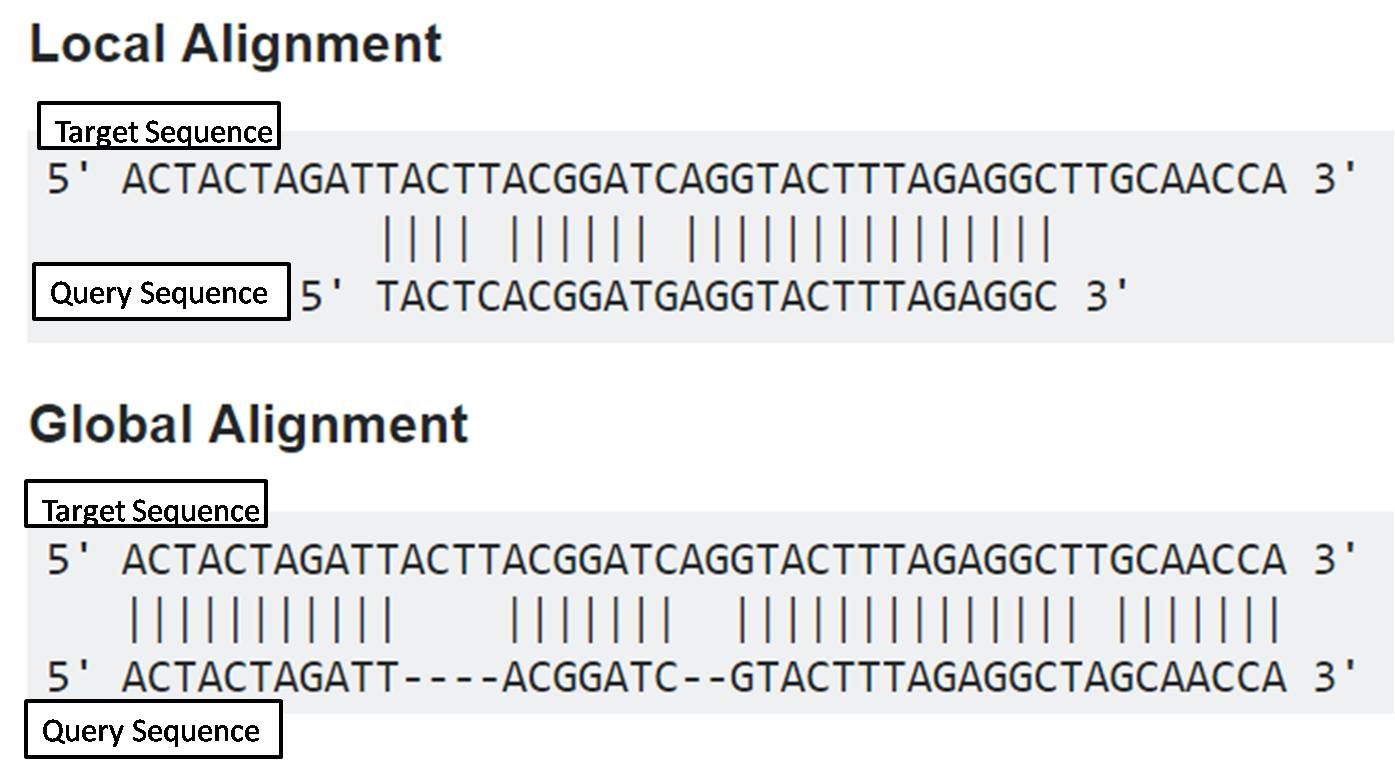 Local Alignment
Target Sequence
5' ACTACTAGATTACTTACGGATCAGGTACTTTAGAGGCTTGCAACCA 3'
|||| |||||| |||||||||||||||
Query Sequence 5' TACTCACGGATGAGGTACTTTAGAGGC 3'
Global Alignment
Target Sequence
5' ACTACTAGATTACTTACGGATCAGGTACTTTAGAGGCTTGCAACCA 3'
||||||||||| ||||||| |||||||||||||| |||||||
5' ACTACTAGATT----ACGGATC--GTACTTTAGAGGCTAGCAACCA 3'
Query Sequence